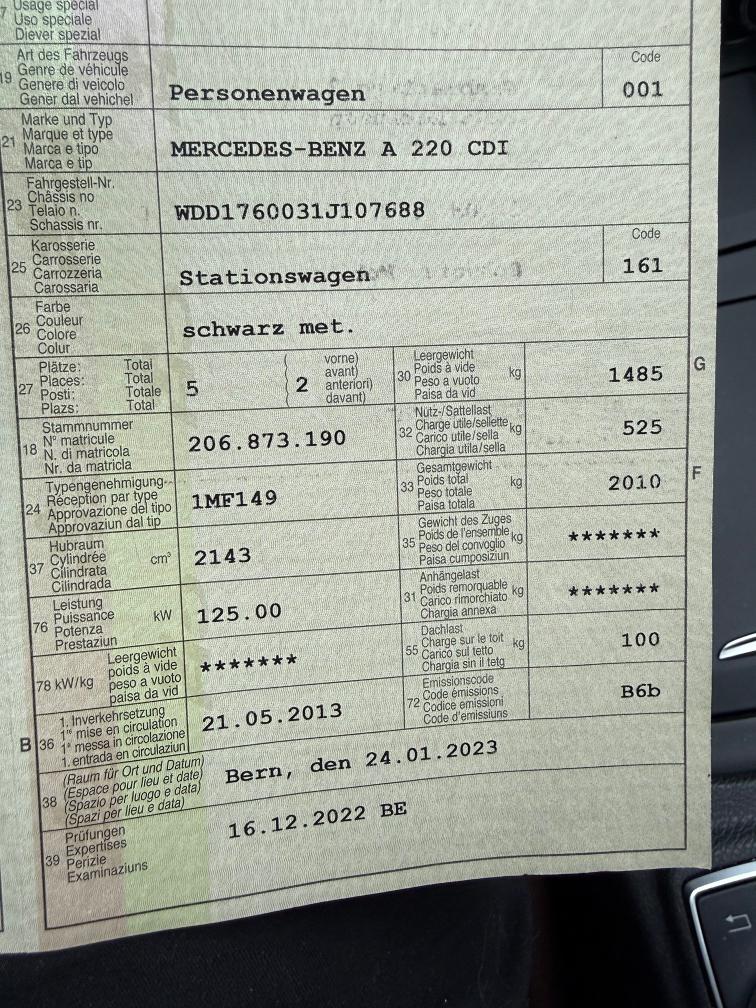 7 Usage spécial
Uso speciale
Diever spezial
19 Art des Fahrzeugs
Genre de véhicule
Genere di veicolo
Gener dal vehichel
Personenwagen
Code
001
21 Marke und Typ
Marque et type
Marca e tipo
Marca e tip
MERCEDES-BENZ A 220 CDI
23 Fahrgestell-Nr.
Châssis no
Telaio n.
Schassis nr.
WDD1760031J107688
25 Karosserie
Carrosserie
Carrozzeria
Carossaria
Stationswagen
Code
161
26 Farbe
Couleur
Colore
Colur
schwarz met.
27 Plätze: Total
Places: Total
Posti: Totale
Plazs: Total
5
( vorne)
( avant)
( anteriori)
( davant)
2
30 Leergewicht
Poids à vide
Peso a vuoto
Paisa da vid
kg
1485
G
18 Stammnummer
N° matricule
N. di matricola
Nr. da matricla
206.873.190
32 Nutz-/Sattellast
Charge utile/sellette
Carico utile/sella
Chargia utila/sella
kg
525
24 Typengenehmigung
Réception par type
Approvazione del tipo
Approvaziun dal tip
1MF149
33 Gesamtgewicht
Poids total
Peso totale
Paisa totala
kg
2010
F
37 Hubraum
Cylindrée
Cilindrata
Cilindrada
cm³
2143
35 Gewicht des Zuges
Poids de l'ensemble
Peso del convoglio
Paisa cumposiziun
kg
*******
76 Leistung
Puissance
Potenza
Prestaziun
kW
125.00
31 Anhängelast
Poids remorquable
Carico rimorchiato
Chargia annexa
kg
*******
78 kW/kg
Leergewicht
poids à vide
peso a vuoto
paisa da vid
*******
55 Dachlast
Charge sur le toit
Carico sul tetto
Chargia sin il tetg
kg
100
B 36 1. Inverkehrsetzung
1re mise en circulation
1a messa in circolazione
1. entrada en circulaziun
21.05.2013
72 Emissionscode
Code émissions
Codice emissioni
Code d'emissiuns
B6b
38 (Raum für Ort und Datum)
(Espace pour lieu et date)
(Spazio per luogo e data)
(Spazi per lieu e data)
Bern, den 24.01.2023
39 Prüfungen
Expertises
Perizie
Examinaziuns
16.12.2022 BE